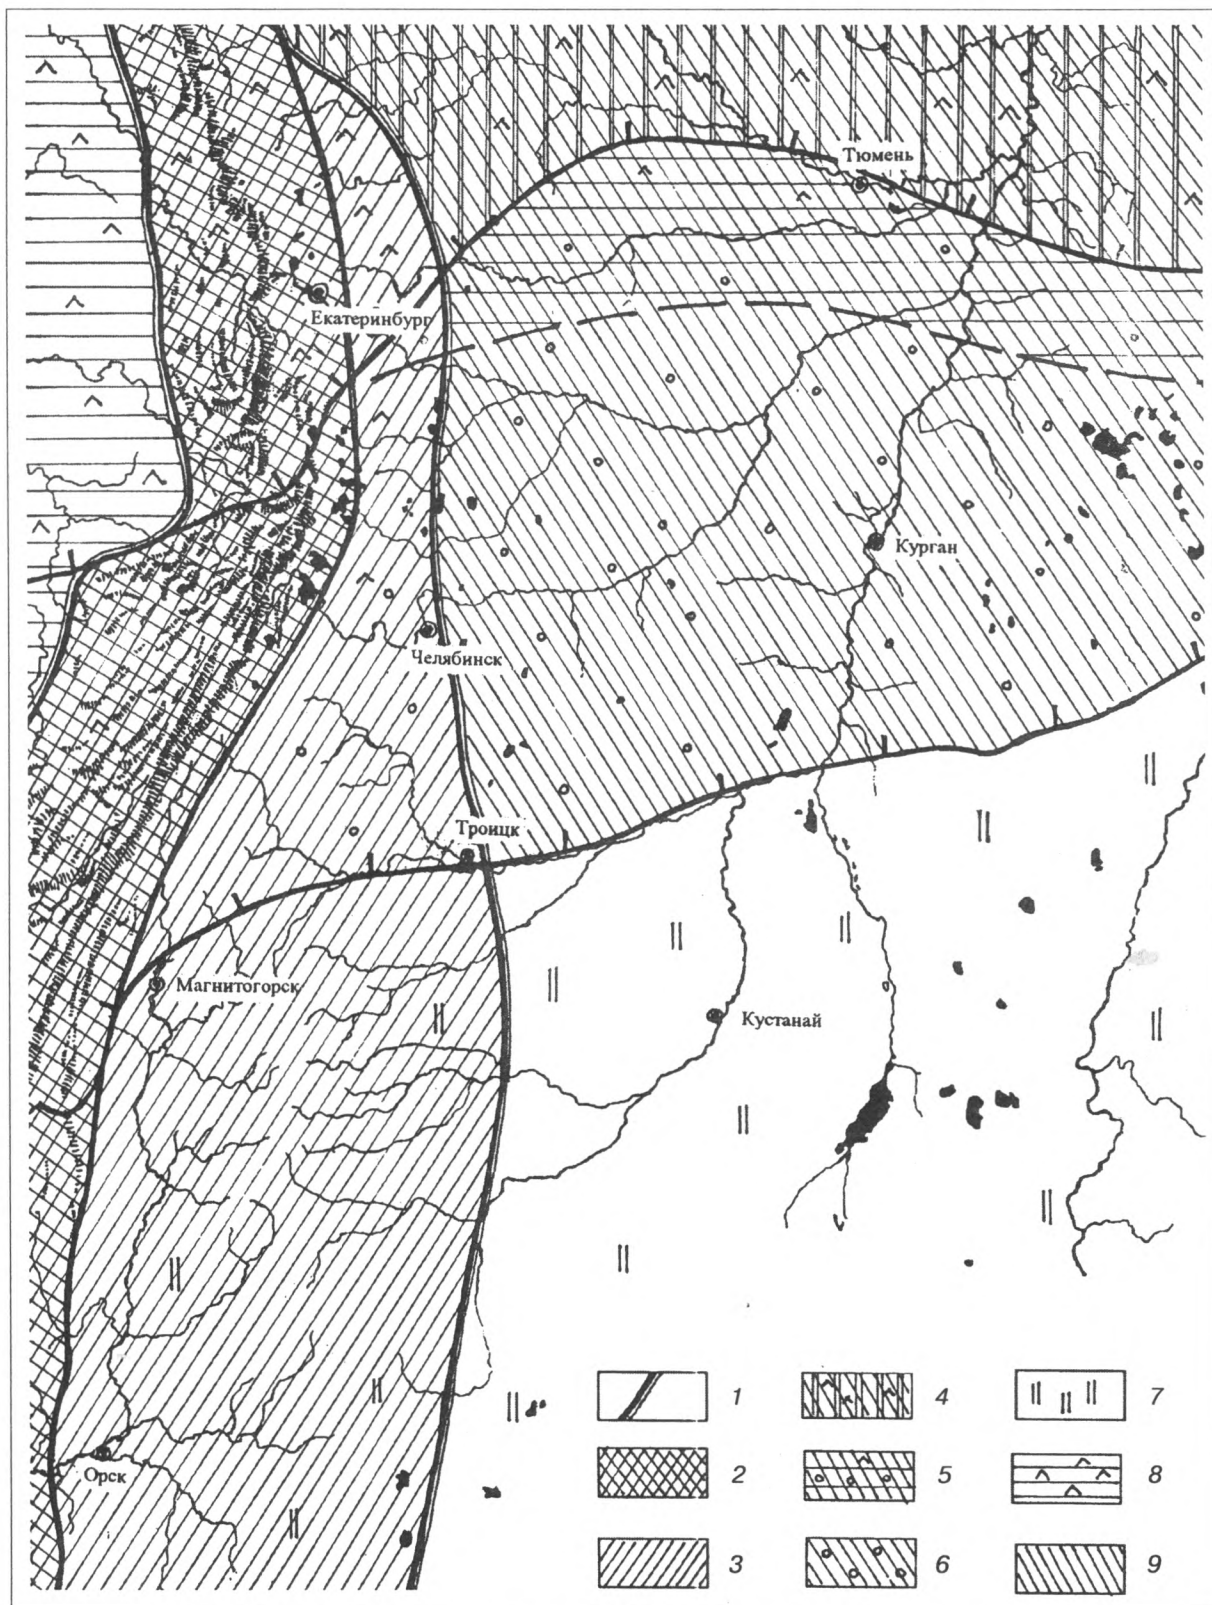 Тюмень
Екатеринбург
Курган
Челябинск
Троицк
Магнитогорск
Кустанай
Орск
1
4
7
2
5
8
3
6
9